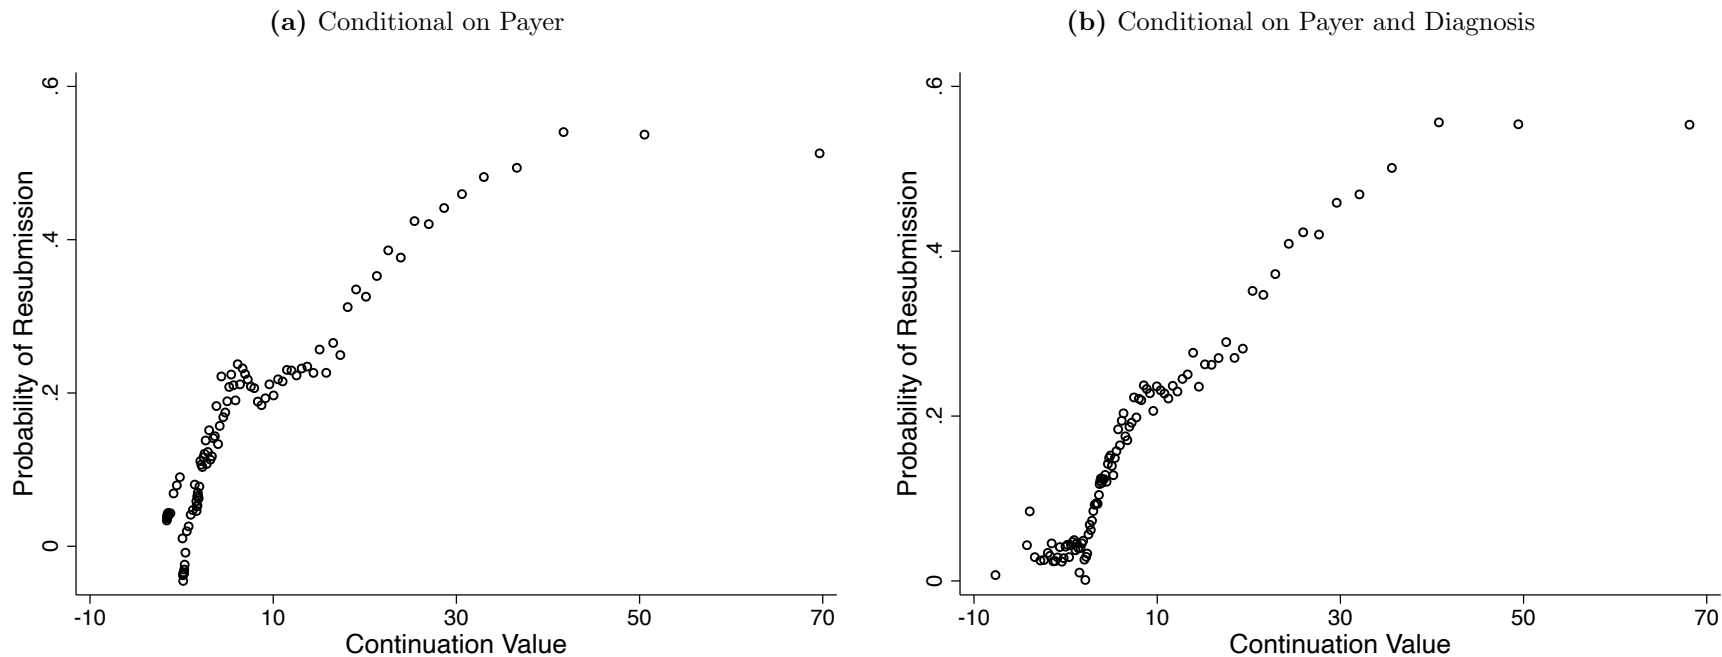 (a) Conditional on Payer
.6
.4
.2
0
Probability of Resubmission
-10 10 30 50 70
Continuation Value
(b) Conditional on Payer and Diagnosis
.6
.4
.2
0
Probability of Resubmission
-10 10 30 50 70
Continuation Value